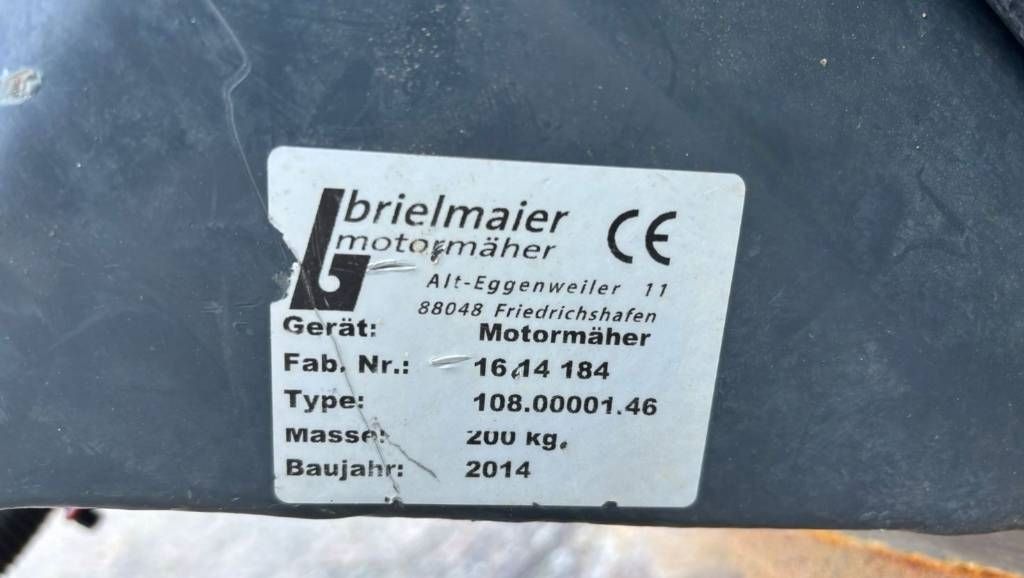 brielmaier
motormäher
CE
Alt-Eggenweiler 11
88048 Friedrichshafen
Gerät: Motormäher
Fab. Nr.: 16.14 184
Type: 108.00001.46
Masse: 200 kg.
Baujahr: 2014